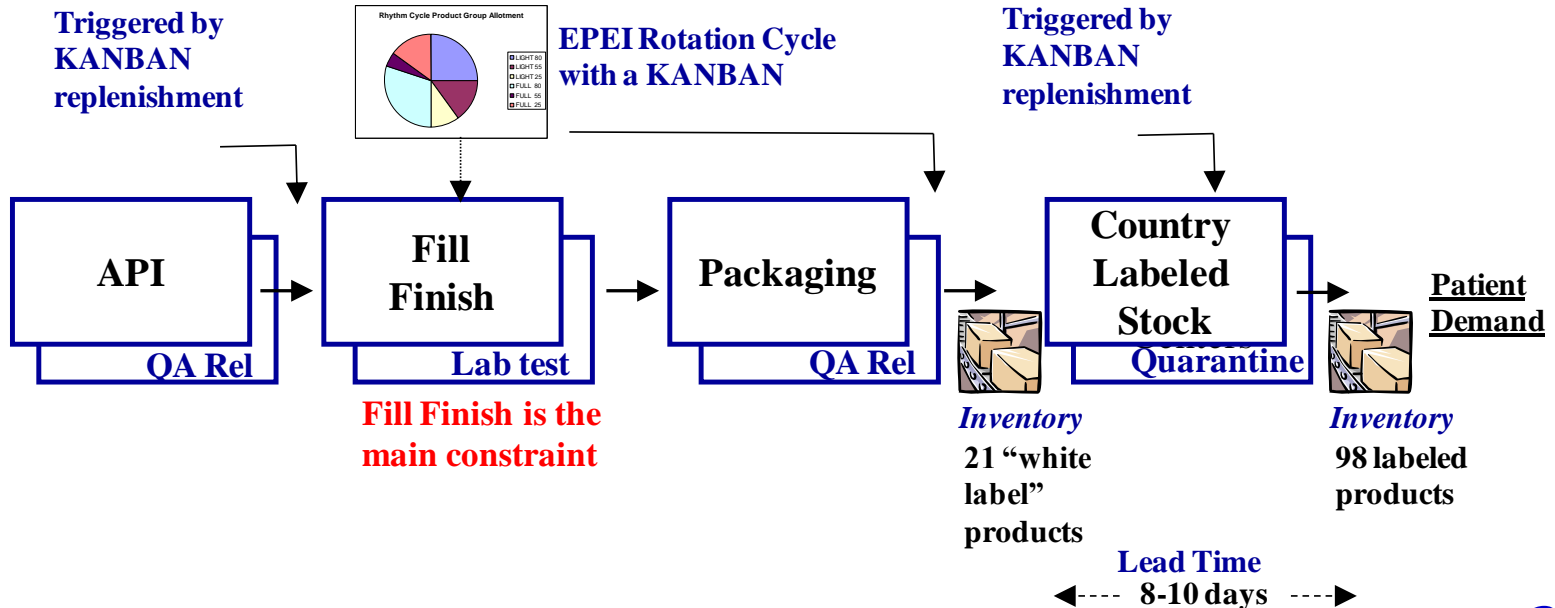 Triggered by
KANBAN
replenishment
Rhythm Cycle Product Group Allotment
LIGHT 80
LIGHT 55
LIGHT 25
FULL 80
FULL 55
FULL 25
EPEI Rotation Cycle
with a KANBAN
Triggered by
KANBAN
replenishment
API
QA Rel
Fill
Finish
Lab test
Fill Finish is the
main constraint
Packaging
QA Rel
Country
Labeled
Stock
Quarantine
Patient
Demand
Inventory
21 “white
label”
products
Inventory
98 labeled
products
Lead Time
8-10 days